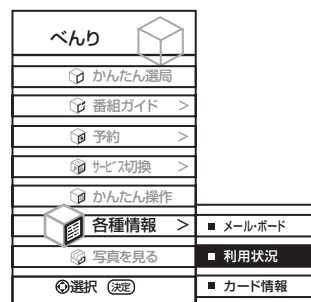 べんり
かんたん選局
番組ガイド >
予約 >
サービス切換 >
かんたん操作
各種情報 >
■ メール・ボード
■ 利用状況
写真を見る
■ カード情報
選択 決定